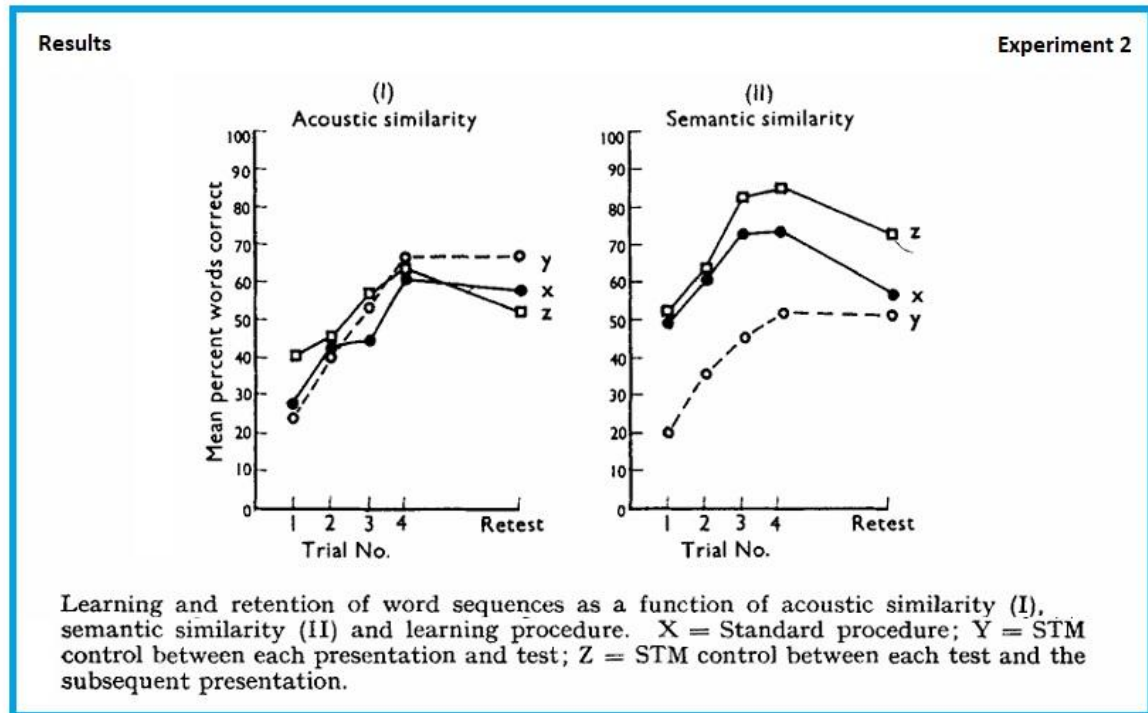 Results
Experiment 2
(I)
Acoustic similarity
100
90
80
70
60
50
40
30
20
10
0
Mean percent words correct
y
x
z
1 2 3 4 Retest
Trial No.
(II)
Semantic similarity
100
90
80
70
60
50
40
30
20
10
0
z
x
y
1 2 3 4 Retest
Trial No.
Learning and retention of word sequences as a function of acoustic similarity (I),
semantic similarity (II) and learning procedure. X = Standard procedure; Y = STM
control between each presentation and test; Z = STM control between each test and the
subsequent presentation.